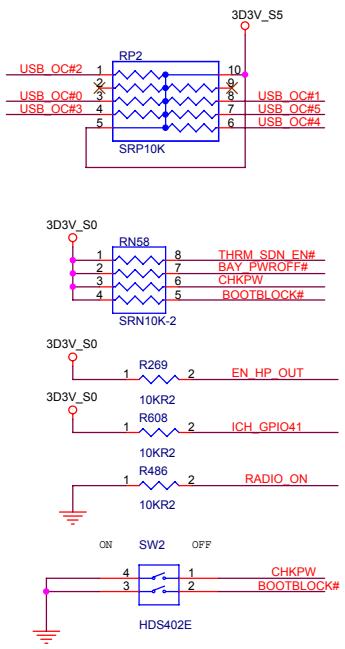 3D3V_S5
RP2
USB_OC#2 1 10
2 9
USB_OC#0 3 8 USB_OC#1
USB_OC#3 4 7 USB_OC#5
5 6 USB_OC#4
SRP10K
3D3V_S0
RN58
1 8 THRM_SDN_EN#
2 7 BAY_PWROFF#
3 6 CHKPW
4 5 BOOTBLOCK#
SRN10K-2
3D3V_S0
R269
1 2 EN_HP_OUT
10KR2
3D3V_S0
R608
1 2 ICH_GPIO41
10KR2
R486
1 2 RADIO_ON
10KR2
ON SW2 OFF
4 1 CHKPW
3 2 BOOTBLOCK#
HDS402E